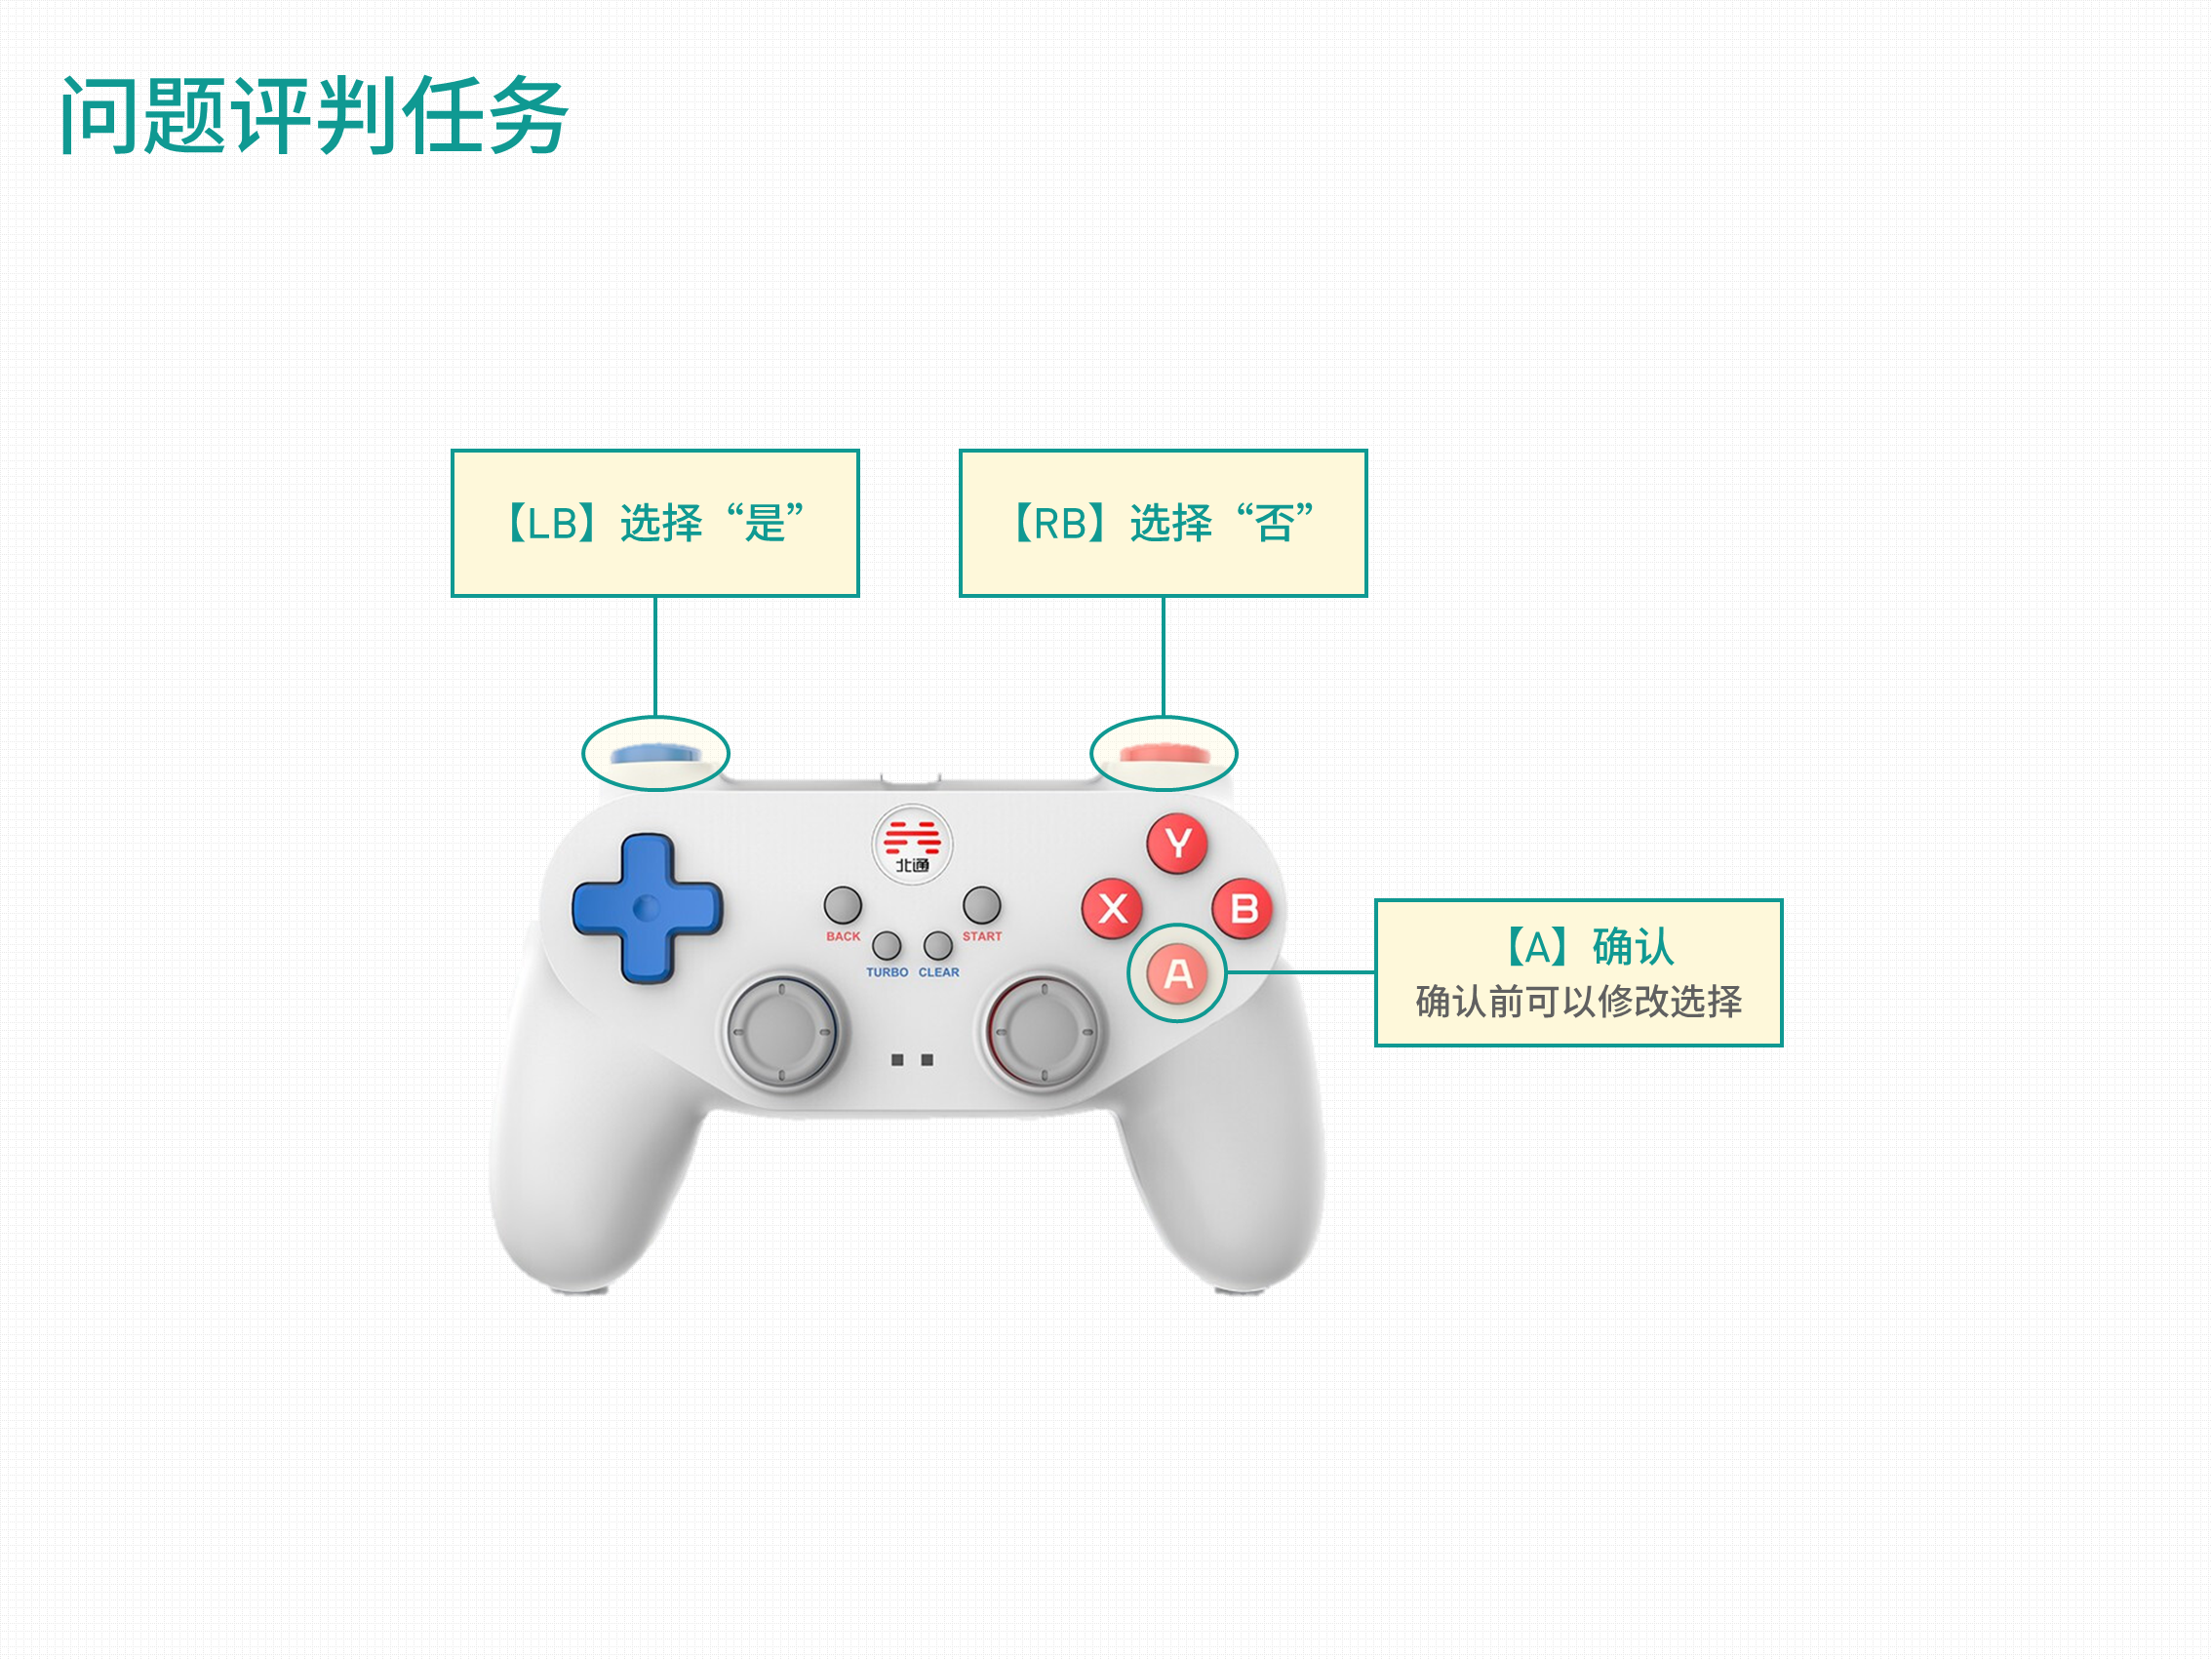 问题评判任务
【LB】选择“是”
【RB】选择“否”
北通
Y
X
B
BACK
START
TURBO
CLEAR
A
【A】确认
确认前可以修改选择